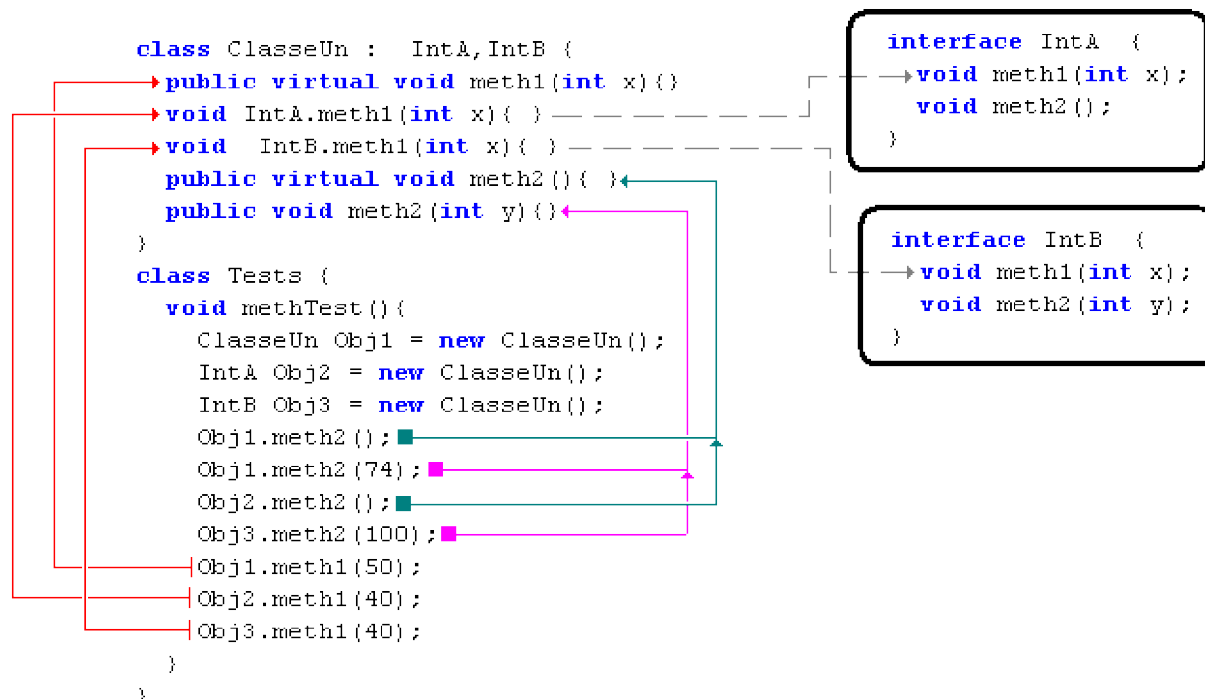 class ClasseUn :  IntA,IntB {
public virtual void meth1(int x){}
void IntA.meth1(int x){ }
void  IntB.meth1(int x){ }
public virtual void meth2(){ }
public void meth2(int y){}
}
class Tests {
void methTest(){
ClasseUn Obj1 = new ClasseUn();
IntA Obj2 = new ClasseUn();
IntB Obj3 = new ClasseUn();
Obj1.meth2();
Obj1.meth2(74);
Obj2.meth2();
Obj3.meth2(100);
Obj1.meth1(50);
Obj2.meth1(40);
Obj3.meth1(40);
}
}
interface IntA  {
void meth1(int x);
void meth2();
}
interface IntB  {
void meth1(int x);
void meth2(int y);
}